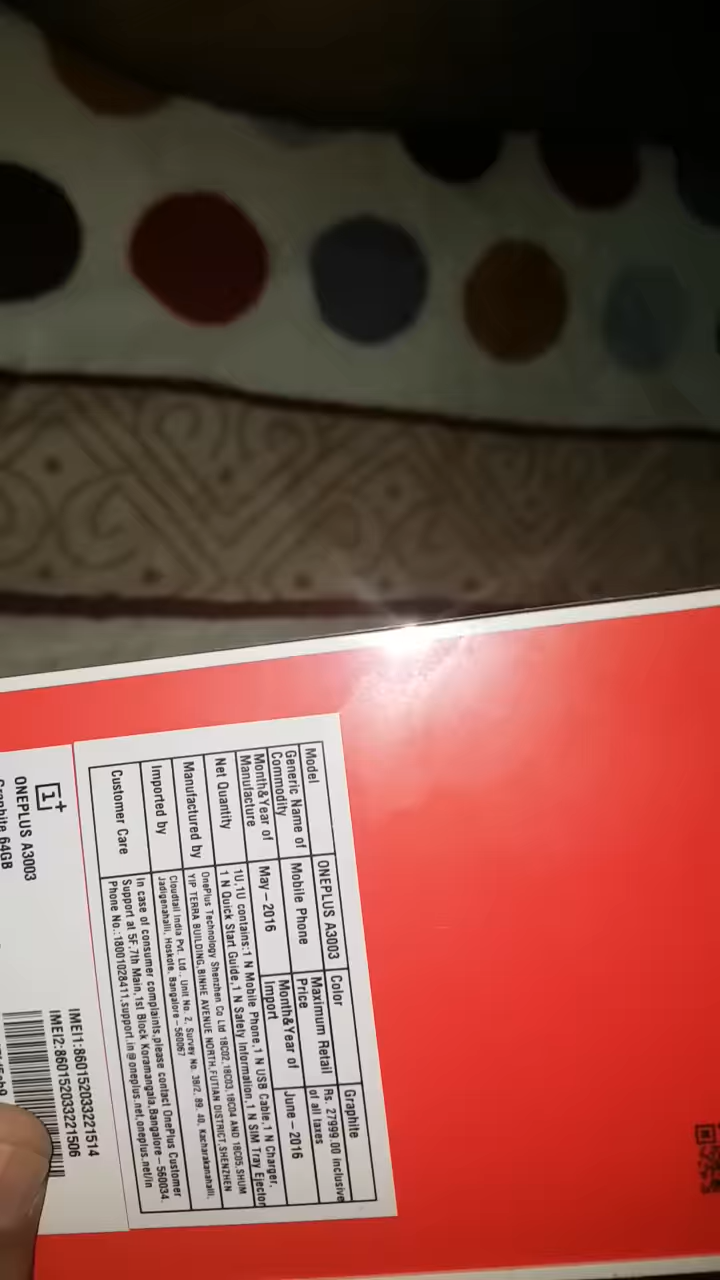 Model ONEPLUS A3003 Color Graphite
Generic Name of Commodity Mobile Phone Maximum Retail Price Rs. 27999.00 inclusive of all taxes
Month&Year of Manufacture May-2016 Month&Year of Import June-2016
Net Quantity 1U,1U contains:1 N Mobile Phone,1 N USB Cable,1 N Charger,
1 N Quick Start Guide,1 N Safety Information,1 N SIM Tray Ejector
Manufactured by OnePlus Technology Shenzhen Co Ltd 18C02,18C03,18C04 AND 18C05,SHUM
YIP TERRA BUILDING,BINHE AVENUE NORTH,FUTIAN DISTRICT,SHENZHEN
Imported by Cloudtail India Pvt. Ltd., Unit No. 2, Survey No. 38/2, 89, 40, Kacharakanahalli,
Jadigenahalli, Hoskote, Bangalore-560067
Customer Care In case of consumer complaints,please contact OnePlus Customer
Support at 5F,7th Main,1st Block Koramangala,Bangalore-560034.
Phone No.:18001028411,support.in@oneplus.net,oneplus.net/in
ONEPLUS A3003
Graphite 64GB
IMEI1:860152033221514
IMEI2:860152033221506